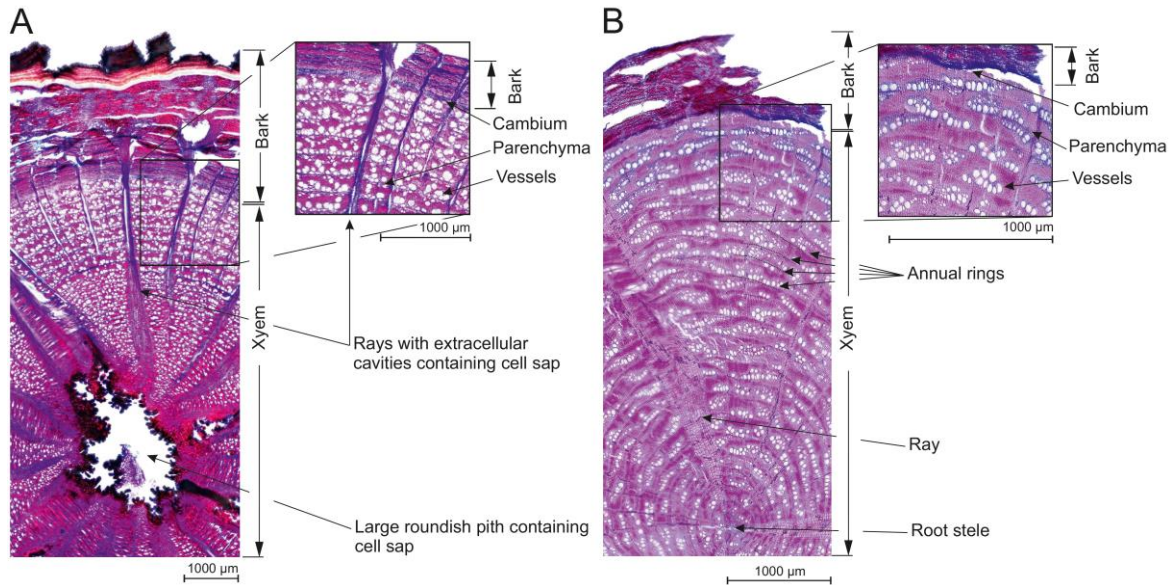 A
Bark
Xyem
Bark
Cambium
Parenchyma
Vessels
1000 µm
Rays with extracellular
cavities containing cell sap
Large roundish pith containing
cell sap
1000 µm
B
Bark
Xyem
Bark
Cambium
Parenchyma
Vessels
1000 µm
Annual rings
Ray
Root stele
1000 µm